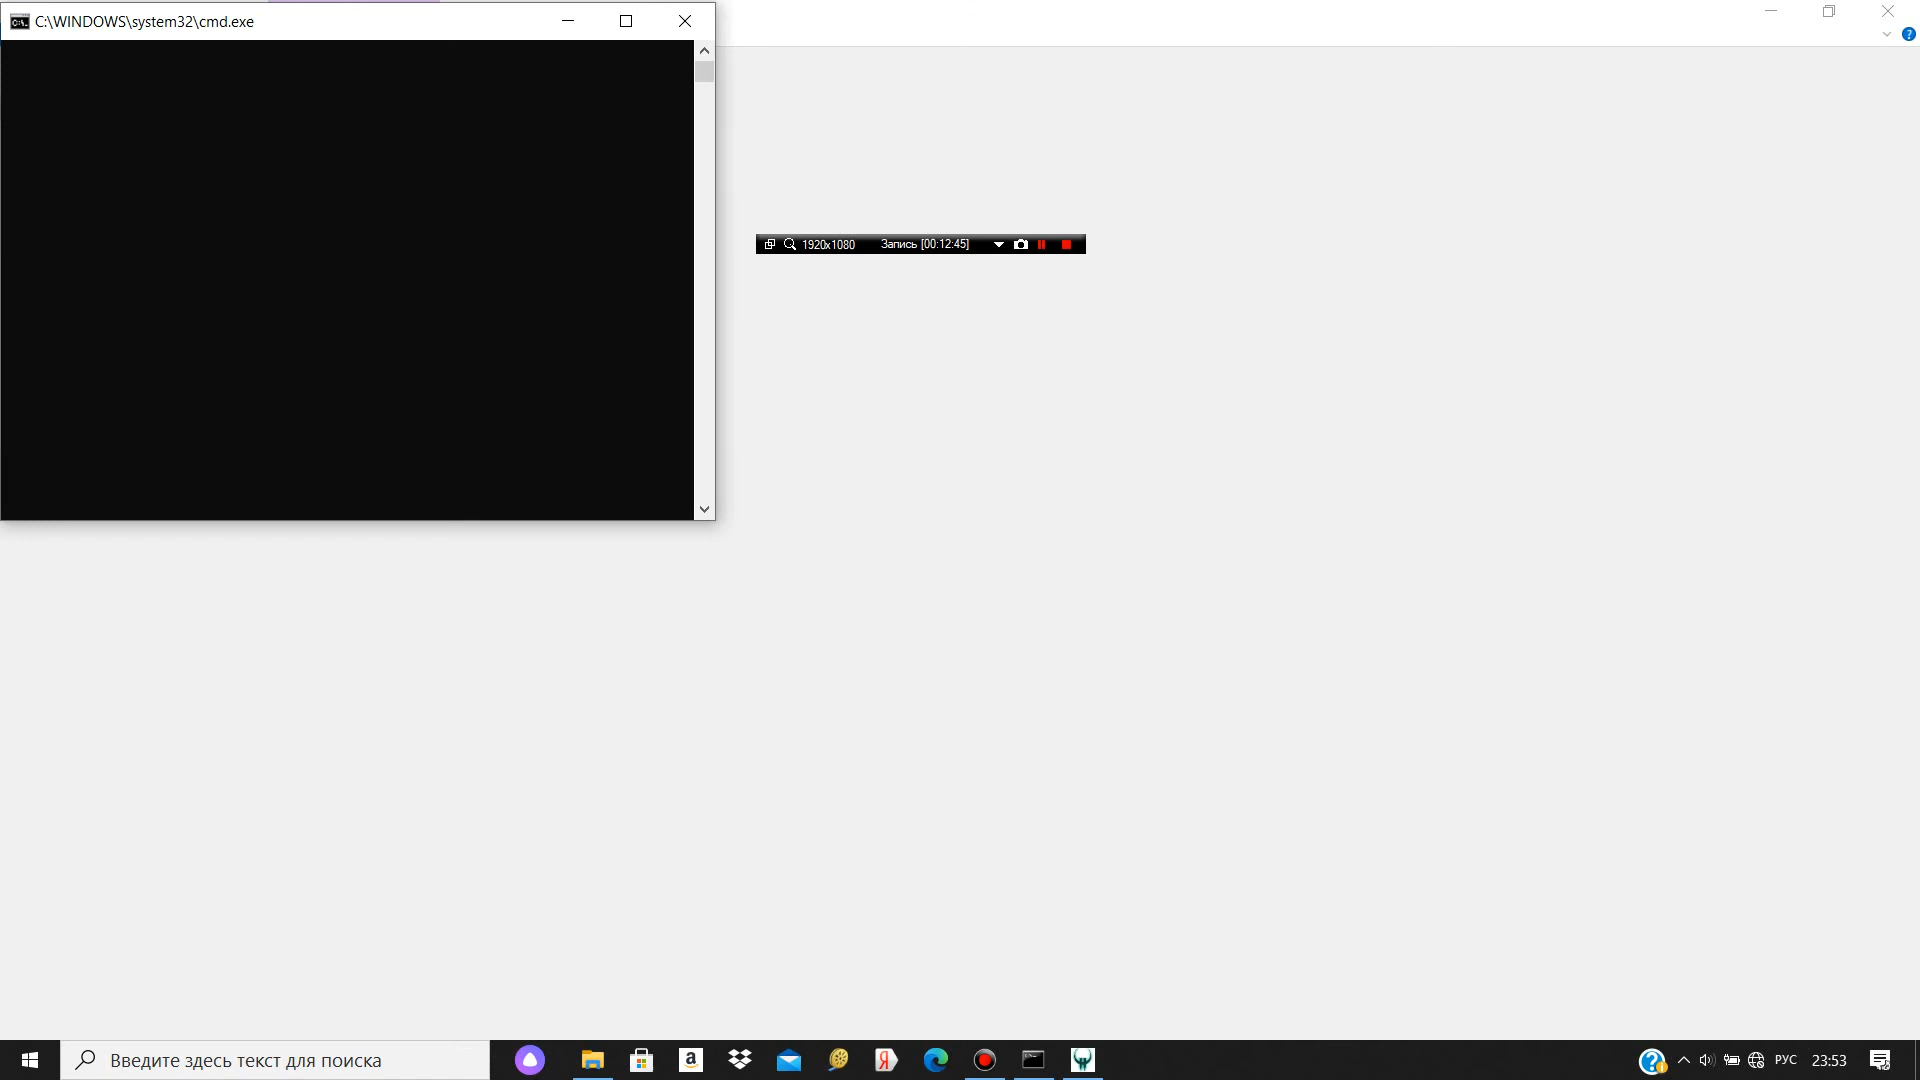 C:\WINDOWS\system32\cmd.exe
1920x1080 Запись [00:12:45]
Введите здесь текст для поиска
РУС 23:53